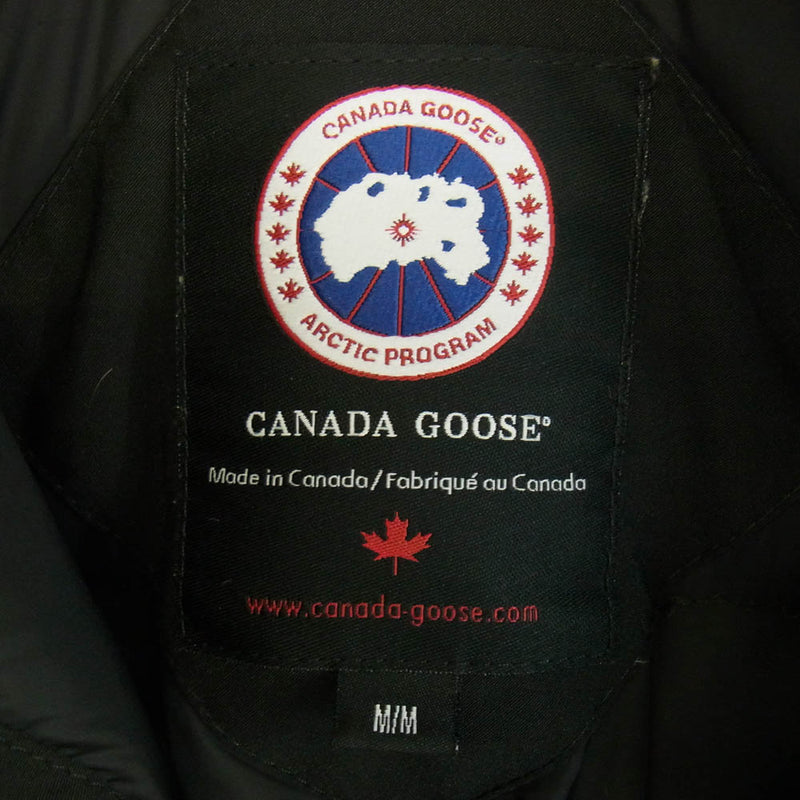 CANADA GOOSE®
ARCTIC PROGRAM
CANADA GOOSE®
Made in Canada/Fabriqué au Canada
www.canada-goose.com
M/M